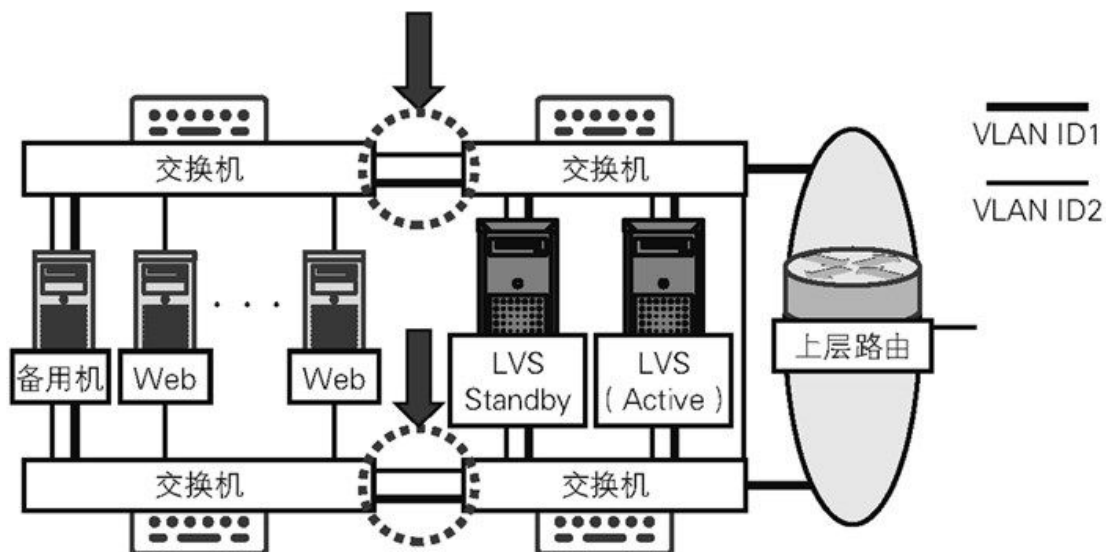 交换机
交换机
VLAN ID1
VLAN ID2
备用机
Web
· · ·
Web
LVS
Standby
LVS
( Active )
上层路由
交换机
交换机